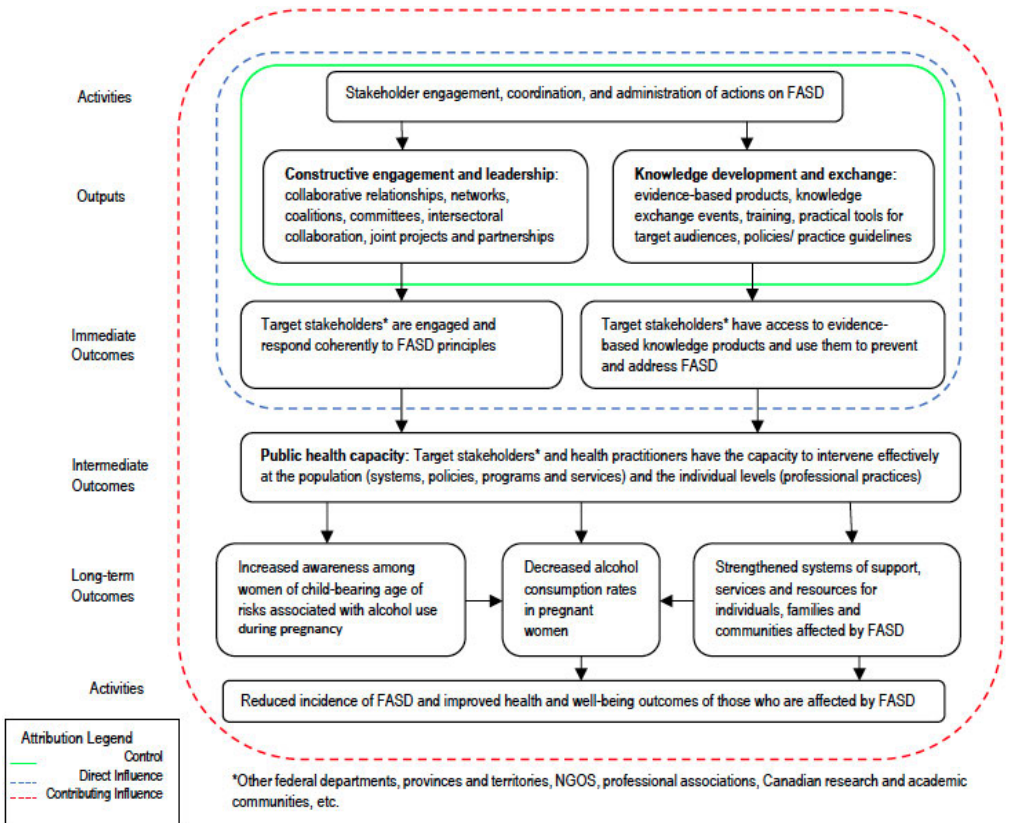 Activities
Stakeholder engagement, coordination, and administration of actions on FASD
Outputs
Constructive engagement and leadership:
collaborative relationships, networks,
coalitions, committees, intersectoral
collaboration, joint projects and partnerships
Knowledge development and exchange:
evidence-based products, knowledge
exchange events, training, practical tools for
target audiences, policies/ practice guidelines
Immediate
Outcomes
Target stakeholders* are engaged and
respond coherently to FASD principles
Target stakeholders* have access to evidence-
based knowledge products and use them to prevent
and address FASD
Intermediate
Outcomes
Public health capacity: Target stakeholders* and health practitioners have the capacity to intervene effectively
at the population (systems, policies, programs and services) and the individual levels (professional practices)
Long-term
Outcomes
Increased awareness among
women of child-bearing age of
risks associated with alcohol use
during pregnancy
Decreased alcohol
consumption rates
in pregnant
women
Strengthened systems of support,
services and resources for
individuals, families and
communities affected by FASD
Activities
Reduced incidence of FASD and improved health and well-being outcomes of those who are affected by FASD
Attribution Legend
Control
Direct Influence
Contributing Influence
*Other federal departments, provinces and territories, NGOS, professional associations, Canadian research and academic
communities, etc.